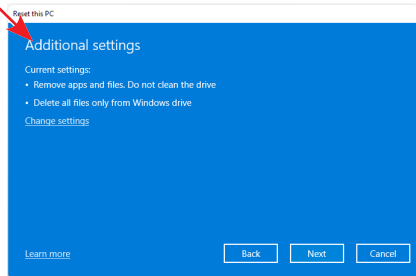 Reset this PC
Additional settings
Current settings:
• Remove apps and files. Do not clean the drive
• Delete all files only from Windows drive
Change settings
Learn more
Back
Next
Cancel